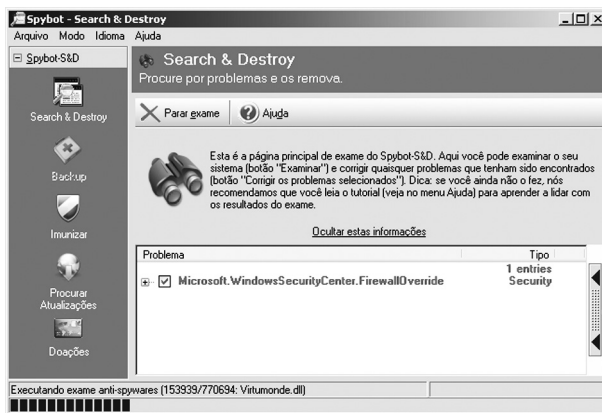 Spybot - Search & Destroy
Arquivo Modo Idioma Ajuda
Spybot-S&D
Search & Destroy
Procure por problemas e os remova.
Search & Destroy
Backup
Imunizar
Procurar
Atualizações
Doações
Parar exame
Ajuda
Esta é a página principal de exame do Spybot-S&D. Aqui você pode examinar o seu
sistema (botão "Examinar") e corrigir quaisquer problemas que tenham sido encontrados
(botão "Corrigir os problemas selecionados"). Dica: se você ainda não o fez, nós
recomendamos que você leia o tutorial (veja no menu Ajuda) para aprender a lidar com
os resultados do exame.
Ocultar estas informações
Problema Tipo
1 entries
Microsoft.WindowsSecurityCenter.FirewallOverride Security
Executando exame anti-spywares (153939/770694: Virtumonde.dll)